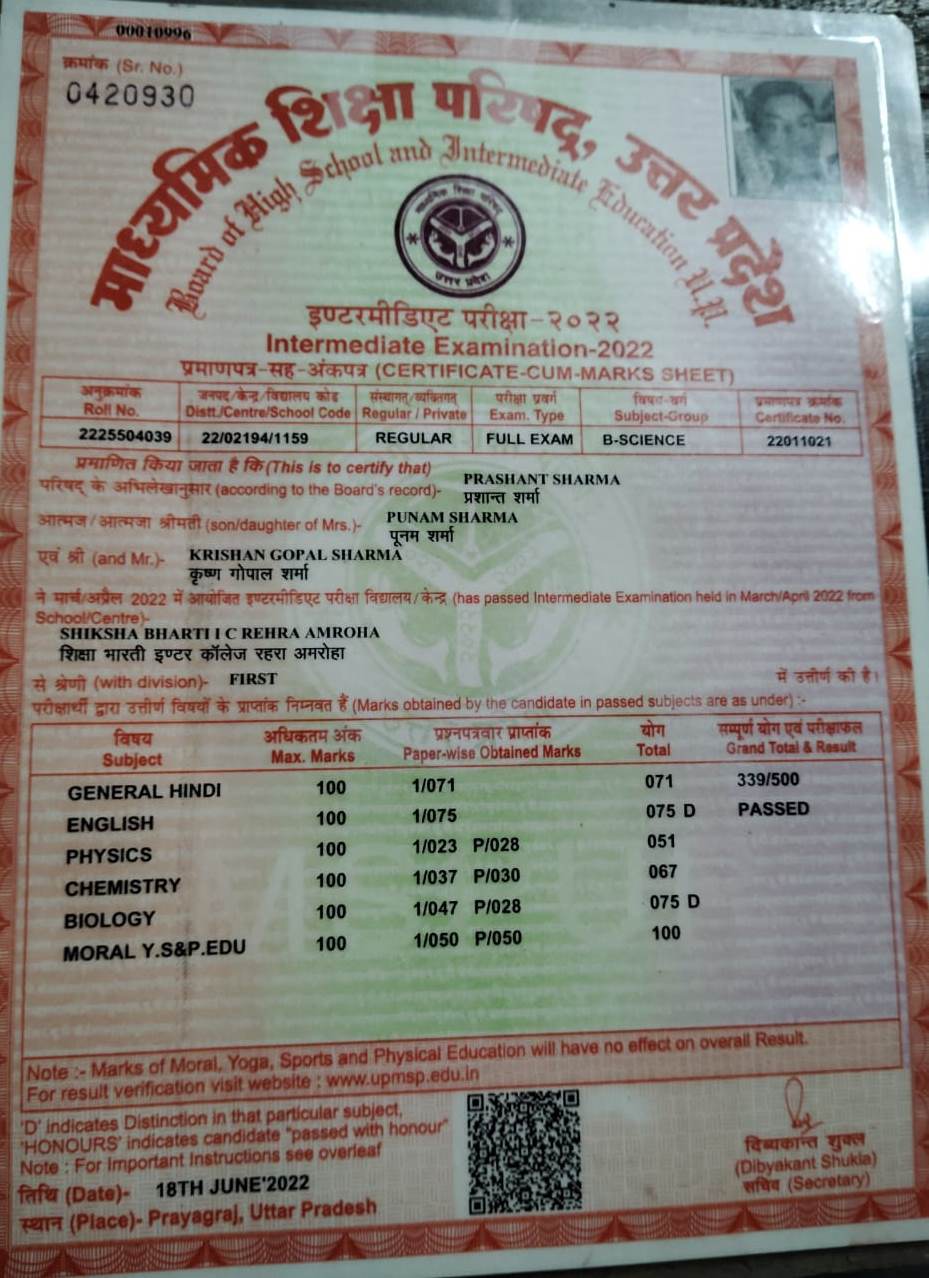 00010996
क्रमांक (Sr. No.)
0420930
माध्यमिक शिक्षा परिषद्, उत्तर प्रदेश
Board of High School and Intermediate Education U.P.
माध्यमिक शिक्षा परिषद्
उत्तर प्रदेश
इण्टरमीडिएट परीक्षा-२०२२
Intermediate Examination-2022
प्रमाणपत्र-सह-अंकपत्र (CERTIFICATE-CUM-MARKS SHEET)
अनुक्रमांक जनपद/केन्द्र/विद्यालय कोड संस्थागत/व्यक्तिगत परीक्षा प्रवर्ग विषय-वर्ग प्रमाणपत्र क्रमांक
Roll No. Distt./Centre/School Code Regular / Private Exam. Type Subject-Group Certificate No.
2225504039 22/02194/1159 REGULAR FULL EXAM B-SCIENCE 22011021
प्रमाणित किया जाता है कि (This is to certify that) PRASHANT SHARMA
परिषद् के अभिलेखानुसार (according to the Board's record)- प्रशान्त शर्मा
आत्मज/आत्मजा श्रीमती (son/daughter of Mrs.)- PUNAM SHARMA
पूनम शर्मा
एवं श्री (and Mr.)- KRISHAN GOPAL SHARMA
कृष्ण गोपाल शर्मा
ने मार्च/अप्रैल 2022 में आयोजित इण्टरमीडिएट परीक्षा विद्यालय/केन्द्र (has passed Intermediate Examination held in March/April 2022 from
School/Centre)-
SHIKSHA BHARTI I C REHRA AMROHA
शिक्षा भारती इण्टर कॉलेज रहरा अमरोहा
से श्रेणी (with division)- FIRST में उत्तीर्ण की है।
परीक्षार्थी द्वारा उत्तीर्ण विषयों के प्राप्तांक निम्नवत हैं (Marks obtained by the candidate in passed subjects are as under) :-
विषय अधिकतम अंक प्रश्नपत्रवार प्राप्तांक योग सम्पूर्ण योग एवं परीक्षाफल
Subject Max. Marks Paper-wise Obtained Marks Total Grand Total & Result
GENERAL HINDI 100 1/071 071 339/500
ENGLISH 100 1/075 075 D PASSED
PHYSICS 100 1/023 P/028 051
CHEMISTRY 100 1/037 P/030 067
BIOLOGY 100 1/047 P/028 075 D
MORAL Y.S&P.EDU 100 1/050 P/050 100
Note :- Marks of Moral, Yoga, Sports and Physical Education will have no effect on overall Result.
For result verification visit website : www.upmsp.edu.in
'D' indicates Distinction in that particular subject,
'HONOURS' indicates candidate "passed with honour"
Note : For Important Instructions see overleaf
तिथि (Date)- 18TH JUNE'2022
स्थान (Place)- Prayagraj, Uttar Pradesh
दिब्यकान्त शुक्ल
(Dibyakant Shukla)
सचिव (Secretary)